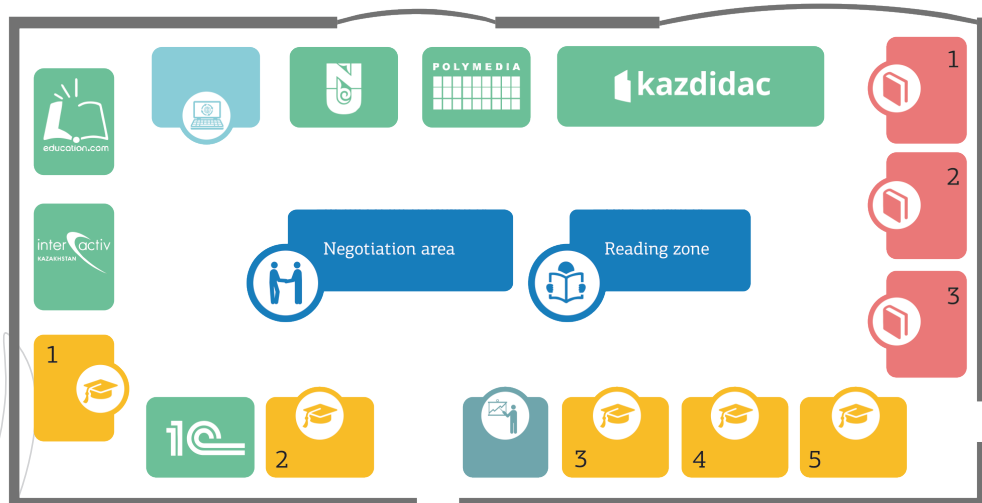 POLYMEDIA
kazdidac
1
education.com
2
inter activ
KAZAKHSTAN
Negotiation area
Reading zone
3
1
1C
2
3
4
5